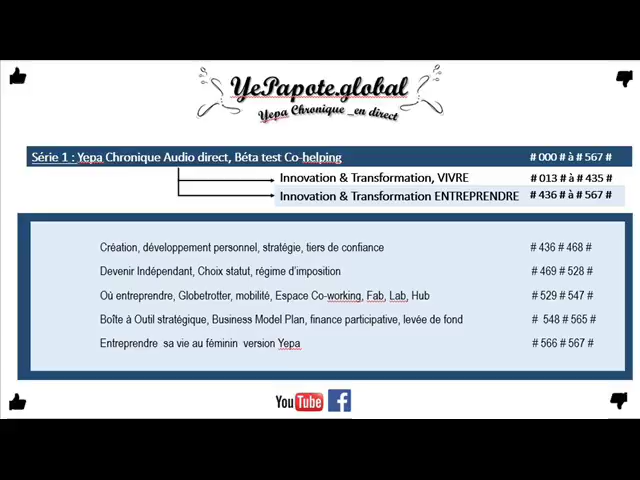 YePapote.global
Yepa Chronique _en direct
Série 1 : Yepa Chronique Audio direct, Béta test Co-helping # 000 # à # 567 #
Innovation & Transformation, VIVRE # 013 # à # 435 #
Innovation & Transformation ENTREPRENDRE # 436 # à # 567 #
Création, développement personnel, stratégie, tiers de confiance # 436 # 468 #
Devenir Indépendant, Choix statut, régime d'imposition # 469 # 528 #
Où entreprendre, Globetrotter, mobilité, Espace Co-working, Fab, Lab, Hub # 529 # 547 #
Boîte à Outil stratégique, Business Model Plan, finance participative, levée de fond # 548 # 565 #
Entreprendre sa vie au féminin version Yepa # 566 # 567 #
YouTube f